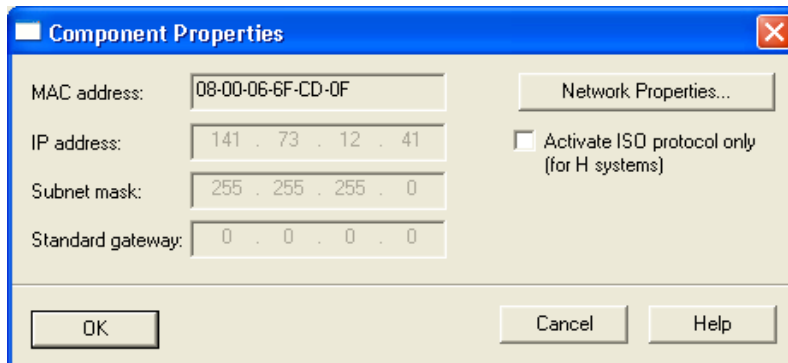 Component Properties
MAC address: 08-00-06-6F-CD-0F Network Properties...
IP address: 141 . 73 . 12 . 41 Activate ISO protocol only
(for H systems)
Subnet mask: 255 . 255 . 255 . 0
Standard gateway: 0 . 0 . 0 . 0
OK Cancel Help